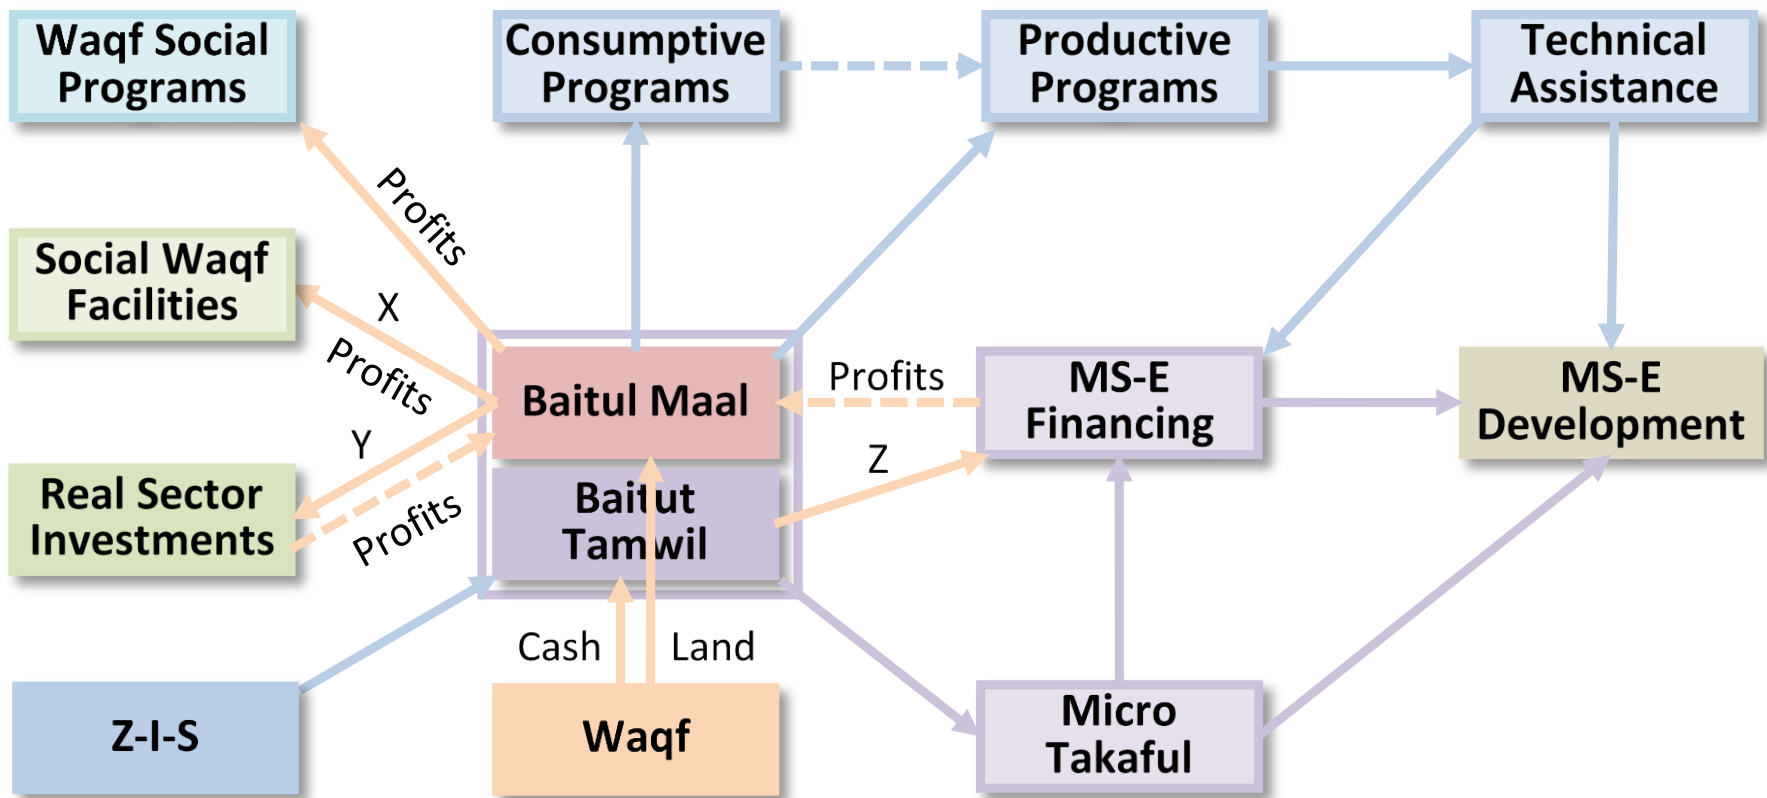 Waqf Social
Programs
Consumptive
Programs
Productive
Programs
Technical
Assistance
Profits
Social Waqf
Facilities
X
Profits
Y
Profits
Real Sector
Investments
Baitul Maal
Baitut
Tamwil
Profits
Z
MS-E
Financing
MS-E
Development
Cash
Land
Z-I-S
Waqf
Micro
Takaful